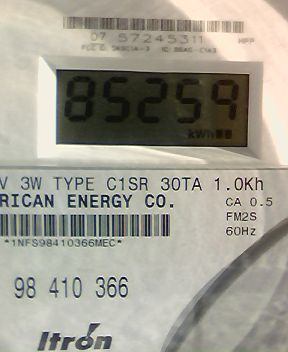 07 57245311
85259
kWh
V 3W TYPE C1SR 30TA 1.0Kh
RICAN ENERGY CO.
CA 0.5
FM2S
60Hz
*1NFS98410366MEC*
98 410 366
Itron